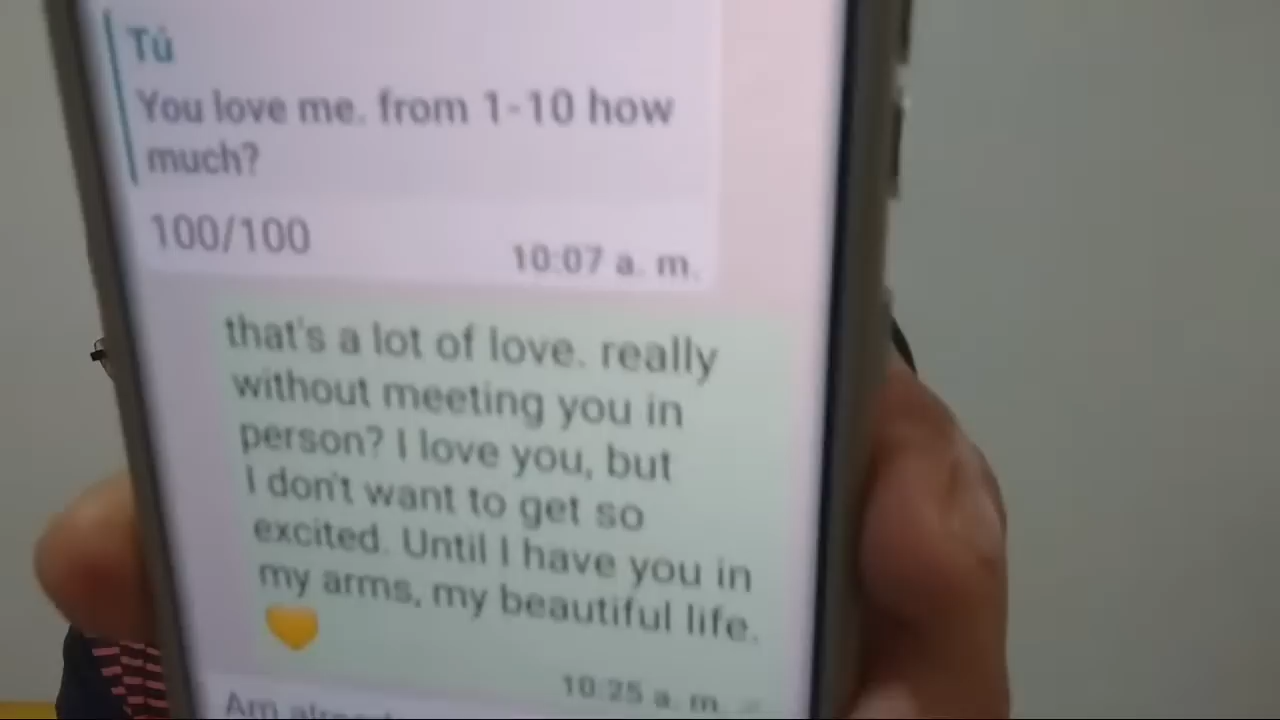 Tú
You love me. from 1-10 how
much?
100/100
10:07 a. m.
that's a lot of love. really
without meeting you in
person? I love you, but
I don't want to get so
excited. Until I have you in
my arms, my beautiful life.
💛
10:25 a. m.
Am